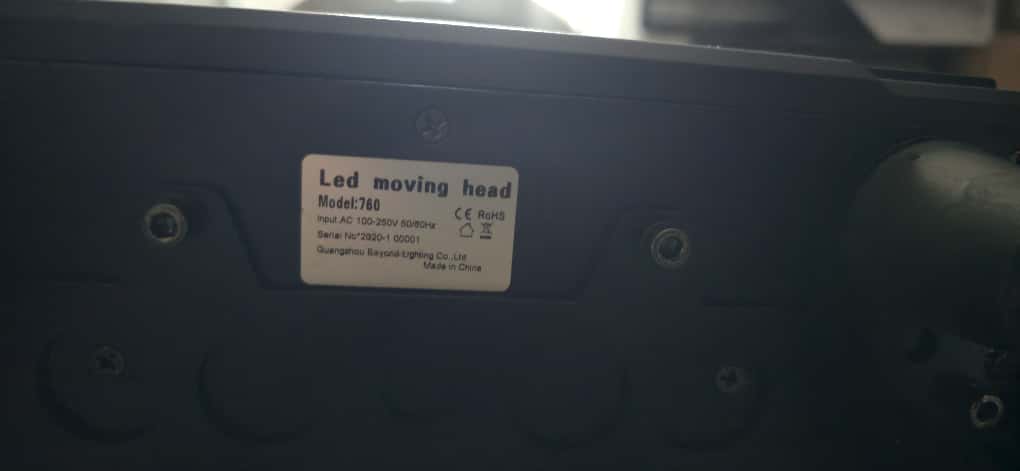 Led moving head
Model:760
CE RoHS
Input AC 100-250V 50/60Hz
Serial No*2020-1 00001
Guangzhou Beyond-Lighting Co.,Ltd
Made in China